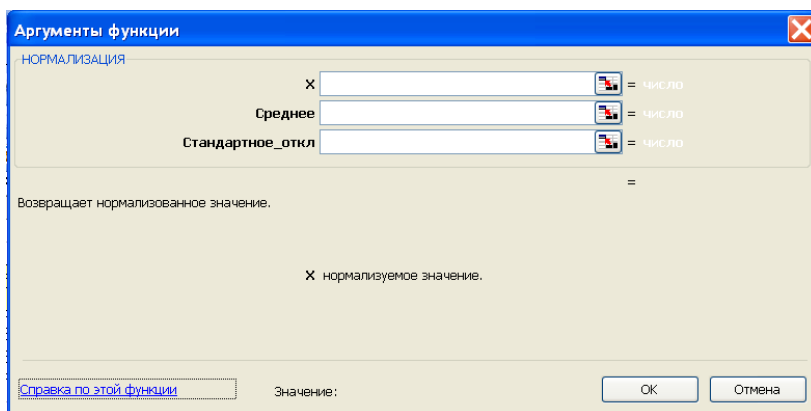 Аргументы функции
НОРМАЛИЗАЦИЯ
X = число
Среднее = число
Стандартное_откл = число
=
Возвращает нормализованное значение.
X нормализуемое значение.
Справка по этой функции Значение: ОК Отмена